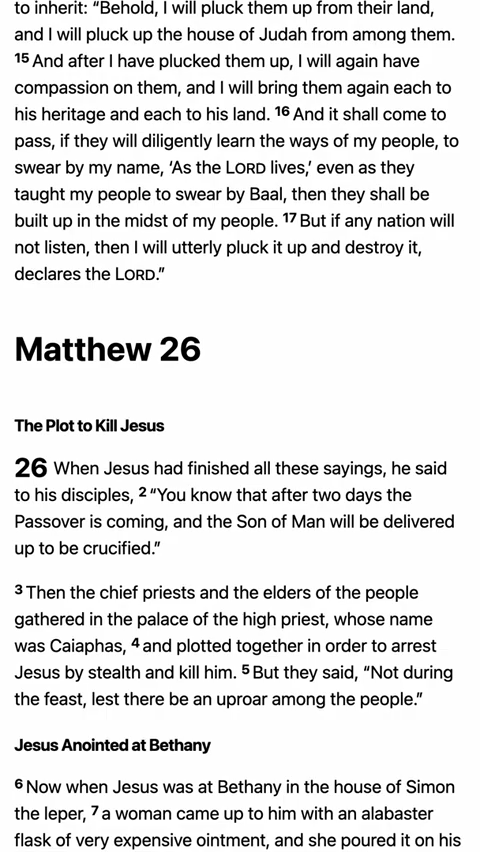 to inherit: “Behold, I will pluck them up from their land,
and I will pluck up the house of Judah from among them.
15 And after I have plucked them up, I will again have
compassion on them, and I will bring them again each to
his heritage and each to his land. 16 And it shall come to
pass, if they will diligently learn the ways of my people, to
swear by my name, ‘As the LORD lives,’ even as they
taught my people to swear by Baal, then they shall be
built up in the midst of my people. 17 But if any nation will
not listen, then I will utterly pluck it up and destroy it,
declares the LORD.”
Matthew 26
The Plot to Kill Jesus
26 When Jesus had finished all these sayings, he said
to his disciples, 2 “You know that after two days the
Passover is coming, and the Son of Man will be delivered
up to be crucified.”
3 Then the chief priests and the elders of the people
gathered in the palace of the high priest, whose name
was Caiaphas, 4 and plotted together in order to arrest
Jesus by stealth and kill him. 5 But they said, “Not during
the feast, lest there be an uproar among the people.”
Jesus Anointed at Bethany
6 Now when Jesus was at Bethany in the house of Simon
the leper, 7 a woman came up to him with an alabaster
flask of very expensive ointment, and she poured it on his